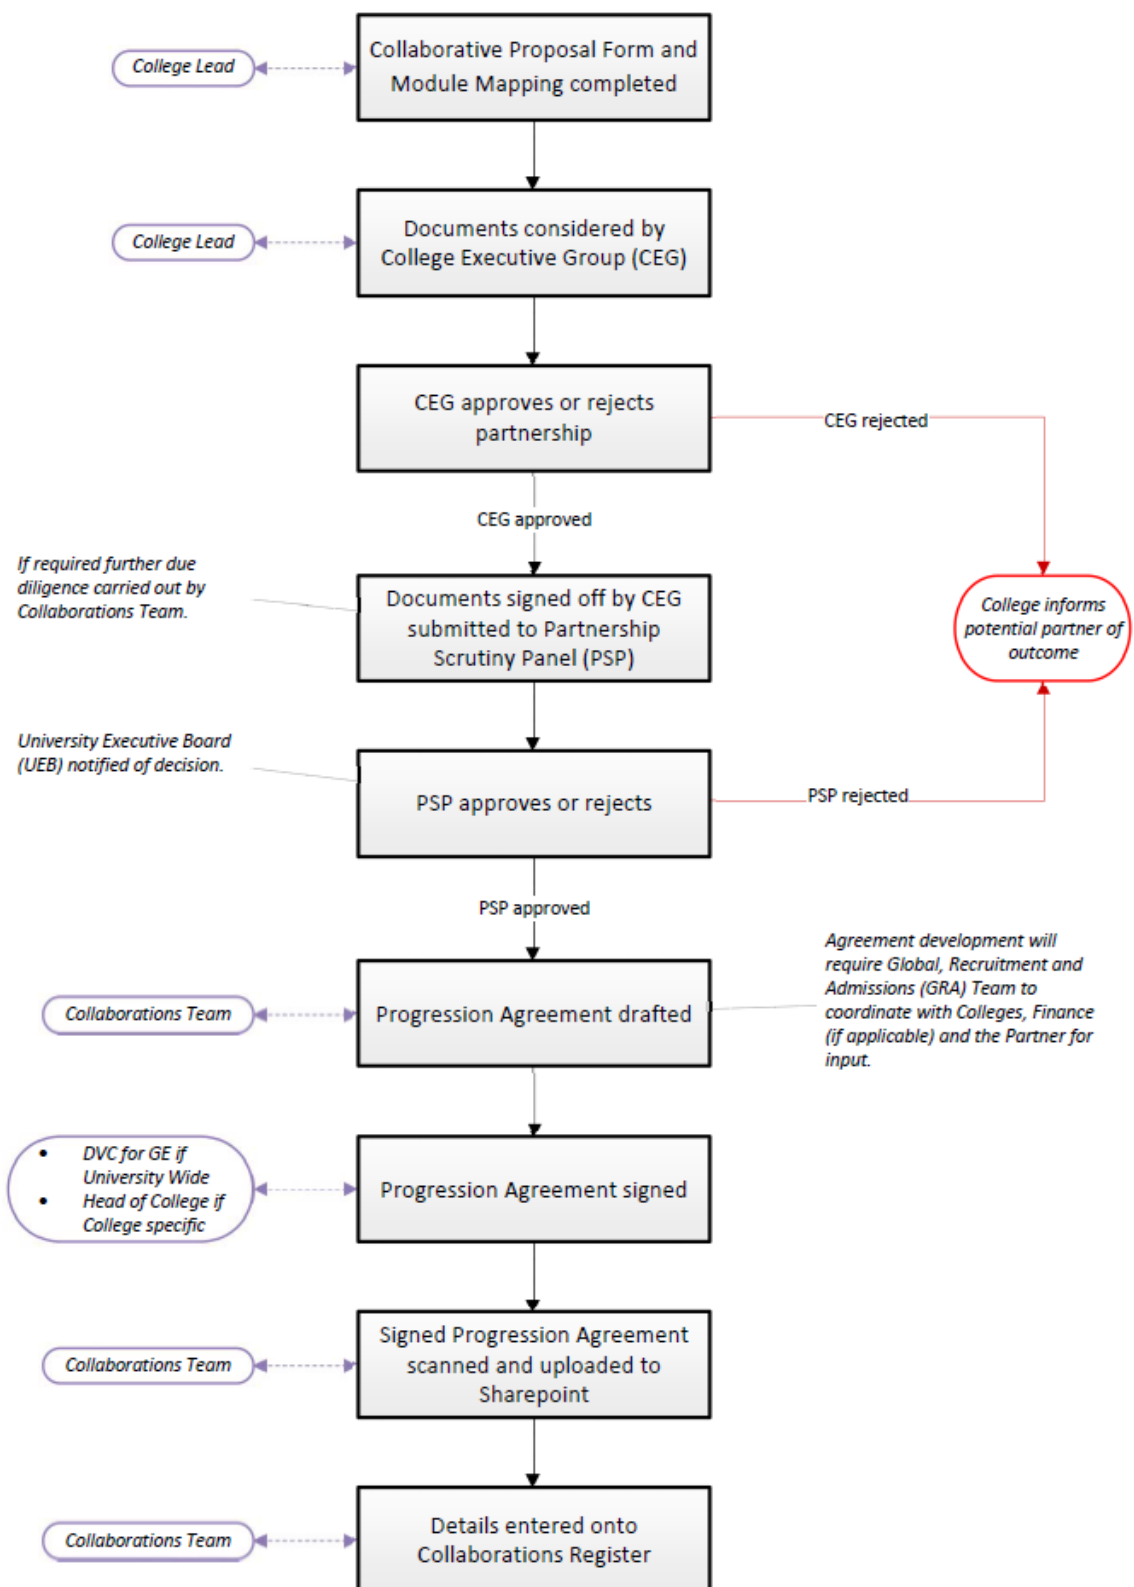 Collaborative Proposal Form and
Module Mapping completed
College Lead
Documents considered by
College Executive Group (CEG)
College Lead
CEG approves or rejects
partnership
CEG rejected
CEG approved
If required further due
diligence carried out by
Collaborations Team.
Documents signed off by CEG
submitted to Partnership
Scrutiny Panel (PSP)
College informs
potential partner of
outcome
University Executive Board
(UEB) notified of decision.
PSP approves or rejects
PSP rejected
PSP approved
Collaborations Team
Progression Agreement drafted
Agreement development will
require Global, Recruitment and
Admissions (GRA) Team to
coordinate with Colleges, Finance
(if applicable) and the Partner for
input.
• DVC for GE if
University Wide
• Head of College if
College specific
Progression Agreement signed
Collaborations Team
Signed Progression Agreement
scanned and uploaded to
Sharepoint
Collaborations Team
Details entered onto
Collaborations Register